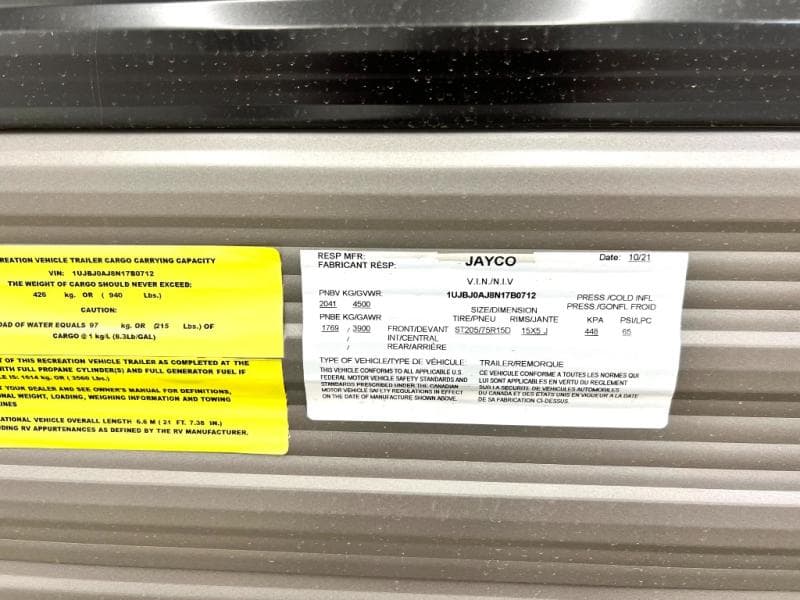 REATION VEHICLE TRAILER CARGO CARRYING CAPACITY
VIN: 1UJBJ0AJ8N17B0712
THE WEIGHT OF CARGO SHOULD NEVER EXCEED:
426 kg. OR ( 940 Lbs.)
CAUTION:
OAD OF WATER EQUALS 97 kg. OR (215 Lbs.) OF
CARGO @ 1 kg/L (8.3Lb/GAL)
T OF THIS RECREATION VEHICLE TRAILER AS COMPLETED AT THE
RTH FULL PROPANE CYLINDER(S) AND FULL GENERATOR FUEL IF
LE IS: 1614 kg. OR ( 3560 Lbs.)
YOUR DEALER AND SEE OWNER'S MANUAL FOR DEFINITIONS,
ONAL WEIGHT, LOADING, WEIGHING INFORMATION AND TOWING
INES
ATIONAL VEHICLE OVERALL LENGTH 6.6 M ( 21 FT. 7.38 IN.)
DING RV APPURTENANCES AS DEFINED BY THE RV MANUFACTURER.
RESP MFR: JAYCO Date: 10/21
FABRICANT RÉSP:
V.I.N./N.I.V
PNBV KG/GVWR: 1UJBJ0AJ8N17B0712 PRESS /COLD INFL
2041 4500 SIZE/DIMENSION PRESS./GONFL FROID
PNBE KG/GAWR TIRE/PNEU RIMS/JANTE KPA PSI/LPC
1769 / 3900 FRONT/DEVANT ST205/75R15D 15X5 J 448 65
/ INT/CENTRAL
/ REAR/ARRIÈRE
TYPE OF VEHICLE/TYPE DE VÉHICULE: TRAILER/REMORQUE
THIS VEHICLE CONFORMS TO ALL APPLICABLE U.S.
FEDERAL MOTOR VEHICLE SAFETY STANDARDS AND
STANDARDS PRESCRIBED UNDER THE CANADIAN
MOTOR VEHICLE SAFETY REGULATIONS IN EFFECT
ON THE DATE OF MANUFACTURE SHOWN ABOVE.
CE VÉHICULE CONFORME A TOUTES LES NORMES QUI
LUI SONT APPLICABLES EN VERTU DU REGLEMENT
SUR LA SECURITE DE VEHICULES AUTOMOBILES
DU CANADA ET DES ÉTATS UNIS EN VIGUEUR A LA DATE
DE SA FABRICATION CI-DESSUS.